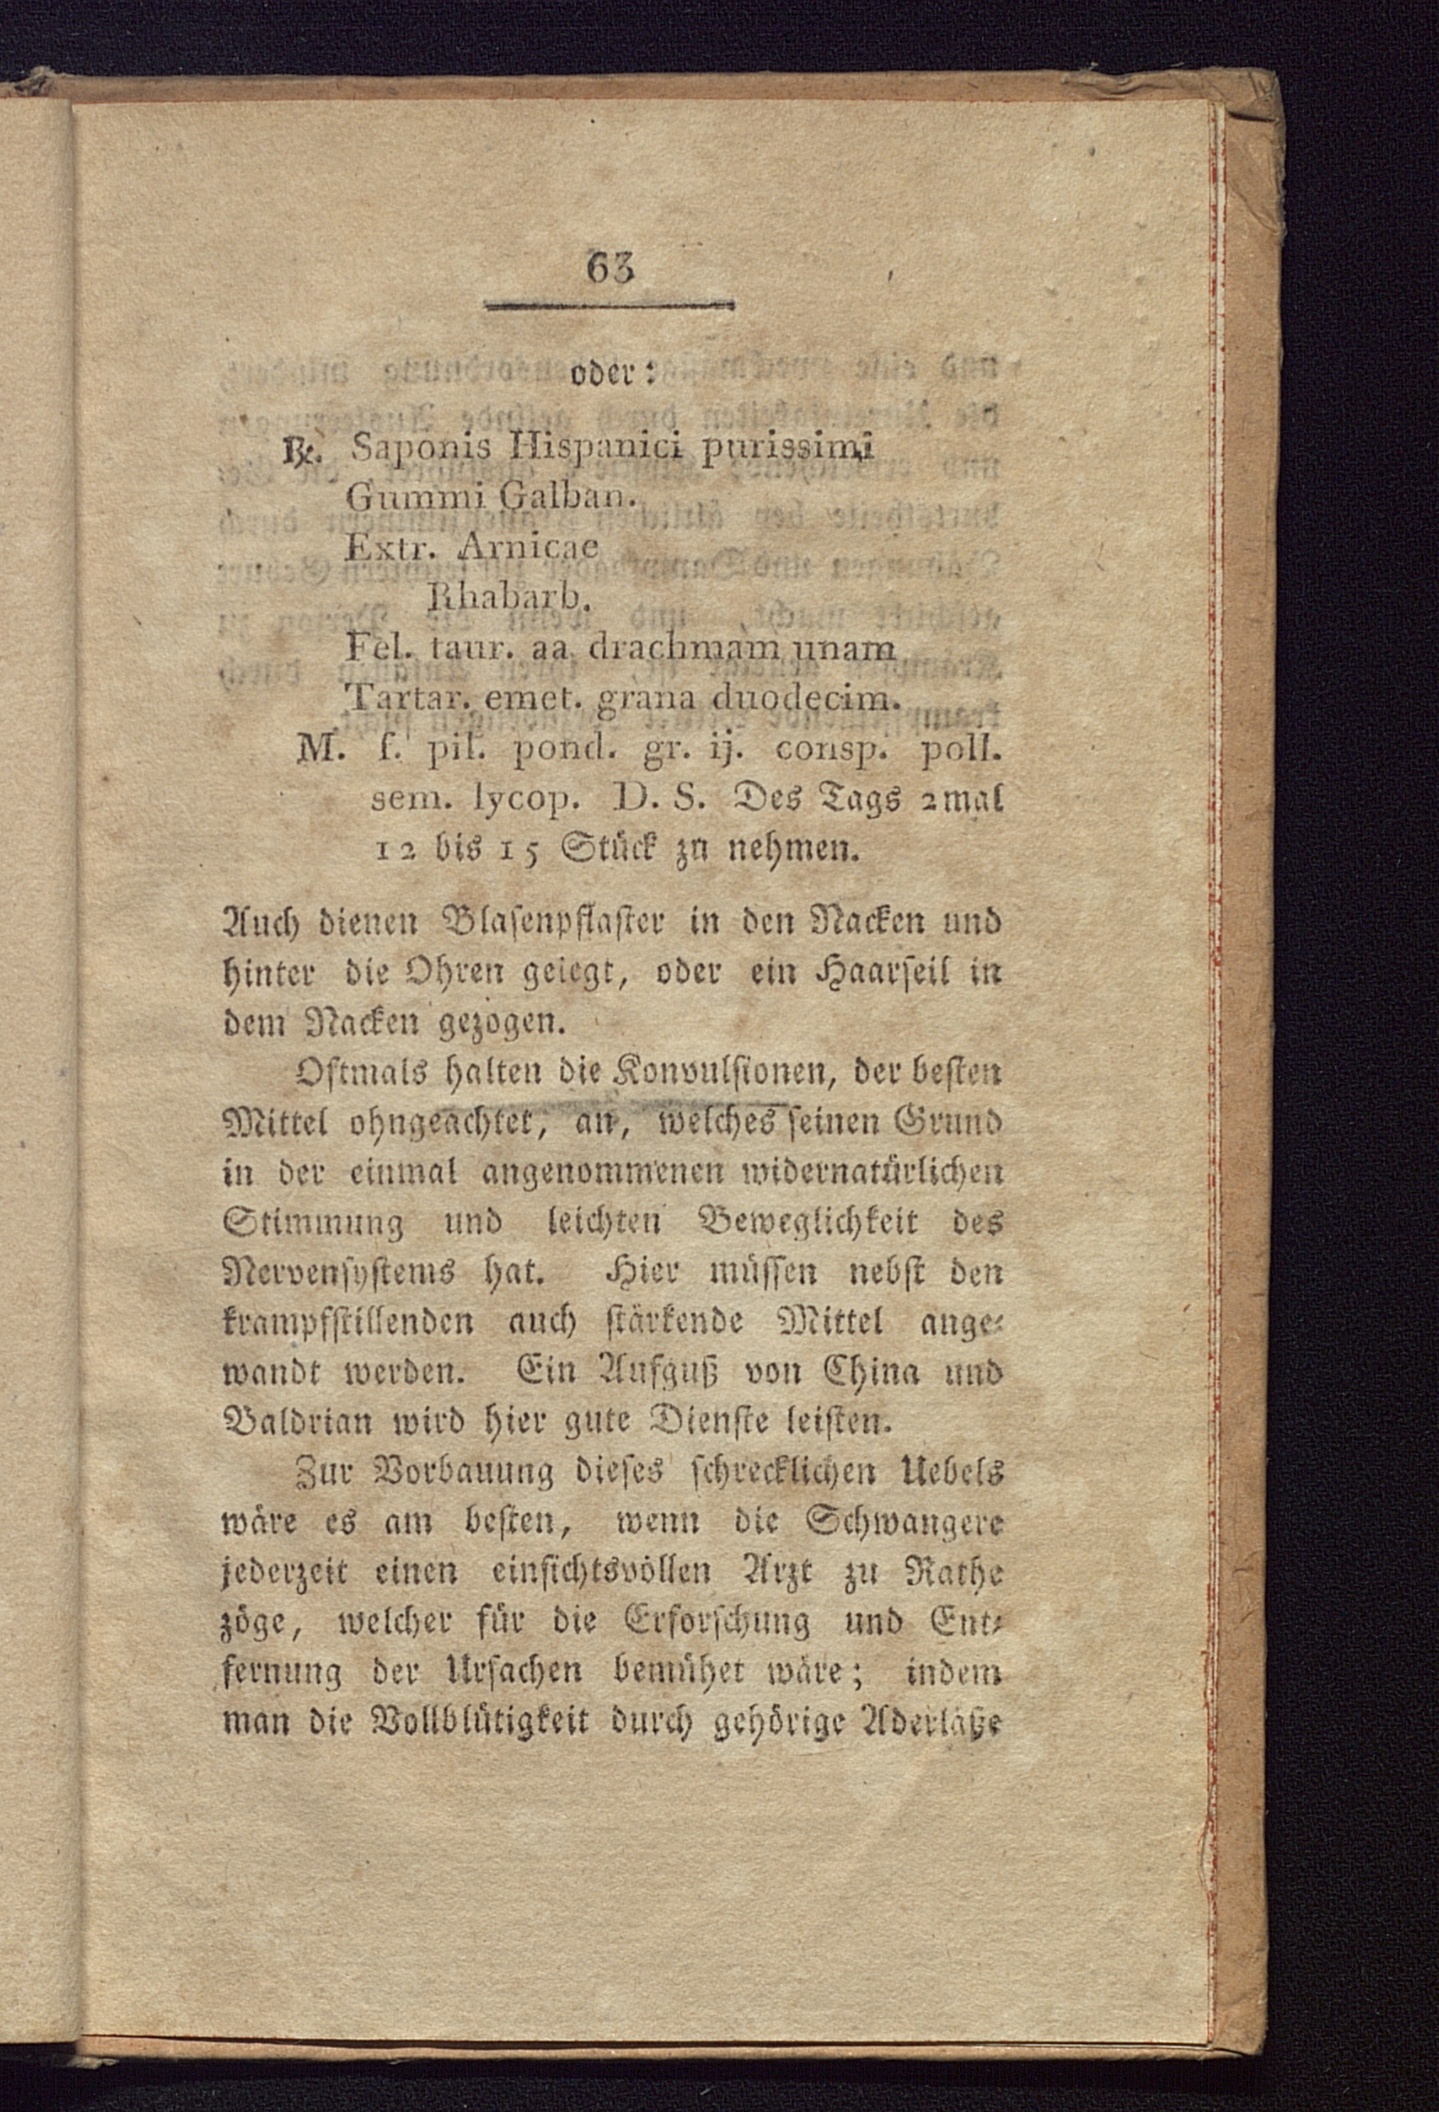 63
oder:
℞. Saponis Hispanici purissimi
Gummi Galban.
Extr. Arnicae
Rhabarb.
Fel. taur. aa drachmam unam
Tartar. emet. grana duodecim.
M. f. pil. pond. gr. ij. consp. poll.
sem. lycop. D. S. Des Tags 2mal
12 bis 15 Stück zu nehmen.
Auch dienen Blaſenpflaſter in den Nacken und
hinter die Ohren gelegt, oder ein Haarſeil in
dem Nacken gezogen.
Oftmals halten die Konvulſionen, der beſten
Mittel ohngeachtet, an, welches ſeinen Grund
in der einmal angenommenen widernatürlichen
Stimmung und leichten Beweglichkeit des
Nervenſyſtems hat. Hier müſſen nebſt den
krampfſtillenden auch ſtärkende Mittel ange⸗
wandt werden. Ein Aufguß von China und
Baldrian wird hier gute Dienſte leiſten.
Zur Vorbauung dieſes ſchrecklichen Uebels
wäre es am beſten, wenn die Schwangere
jederzeit einen einſichtsvollen Arzt zu Rathe
zöge, welcher für die Erforſchung und Ent⸗
fernung der Urſachen bemühet wäre; indem
man die Vollblütigkeit durch gehörige Aderläße